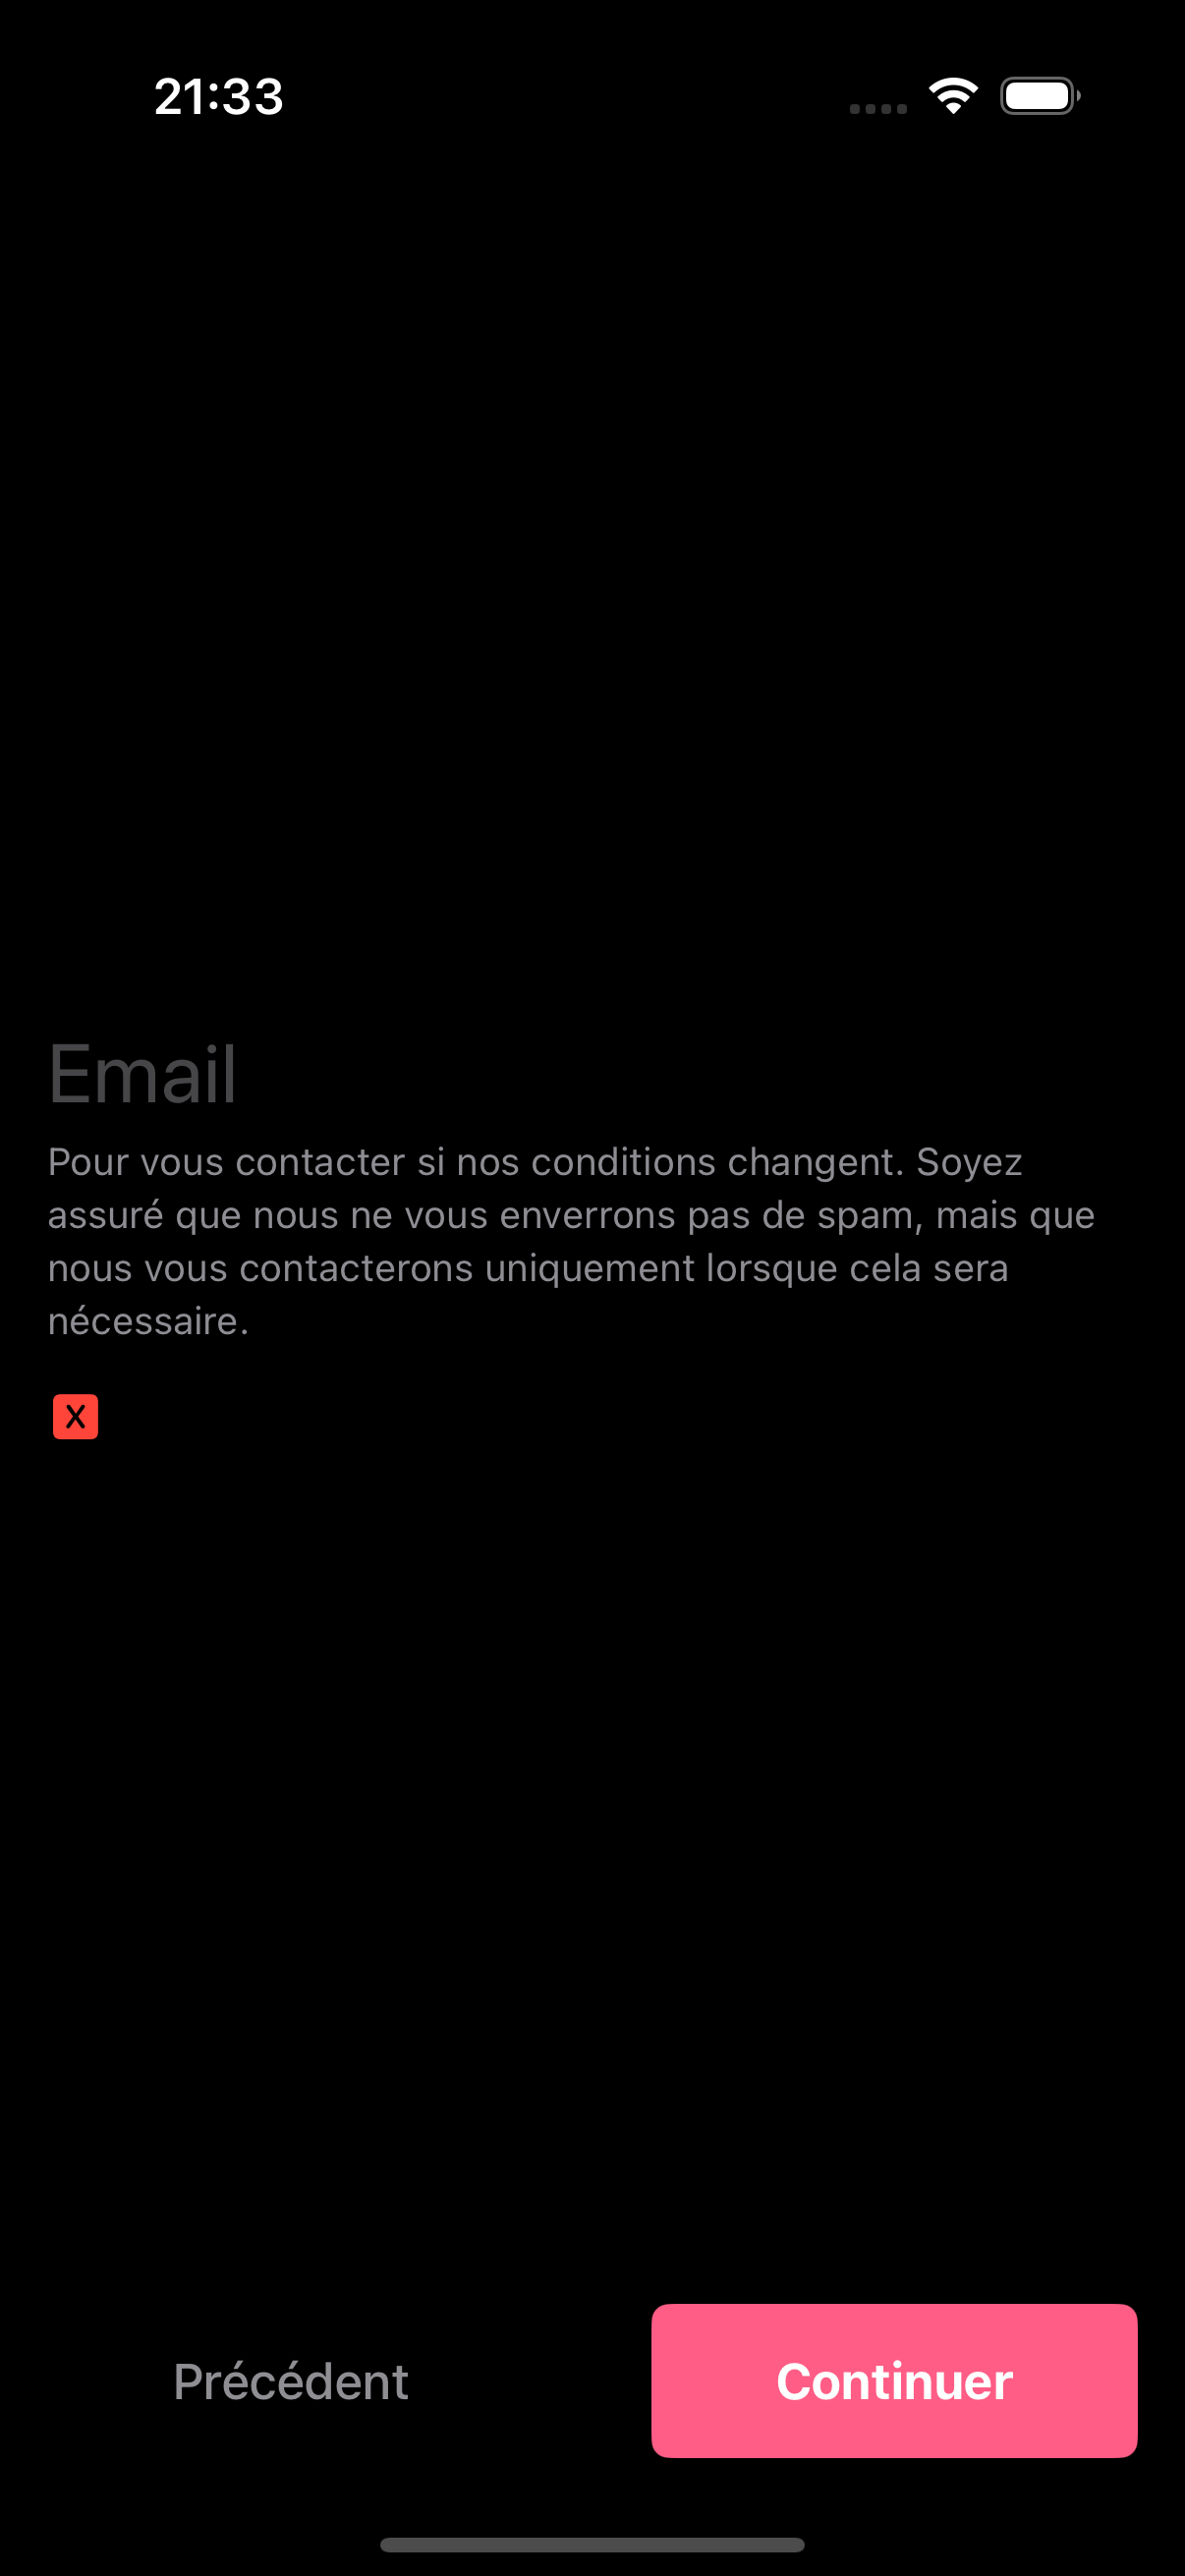 21:33
Email
Pour vous contacter si nos conditions changent. Soyez
assuré que nous ne vous enverrons pas de spam, mais que
nous vous contacterons uniquement lorsque cela sera
nécessaire.
X
Précédent
Continuer